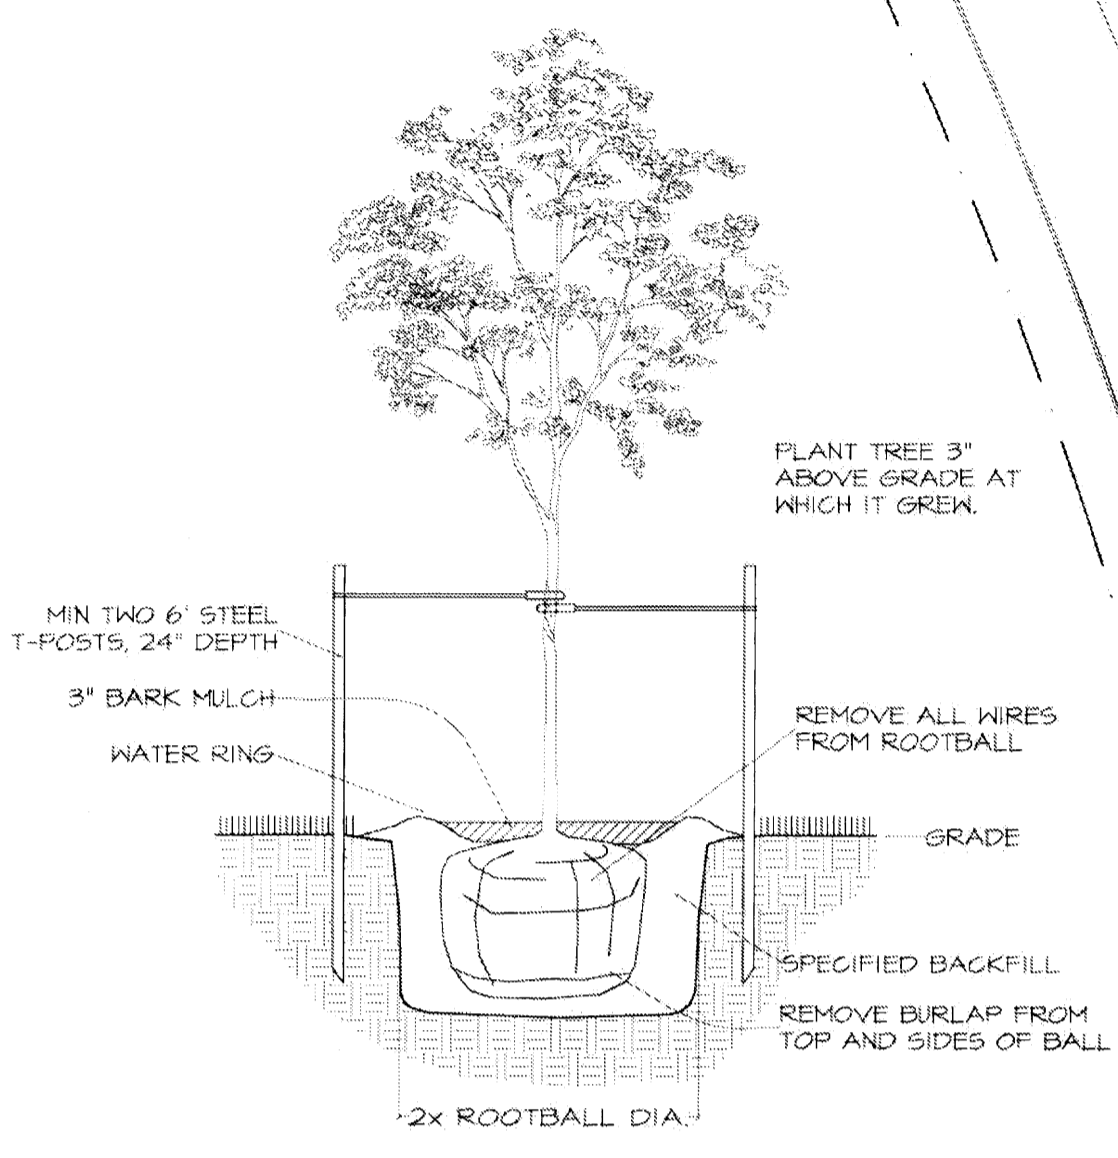 PLANT TREE 3"
ABOVE GRADE AT
WHICH IT GREW.
MIN TWO 6' STEEL
T-POSTS, 24" DEPTH
3" BARK MULCH
WATER RING
REMOVE ALL WIRES
FROM ROOTBALL
GRADE
SPECIFIED BACKFILL
REMOVE BURLAP FROM
TOP AND SIDES OF BALL
2x ROOTBALL DIA.